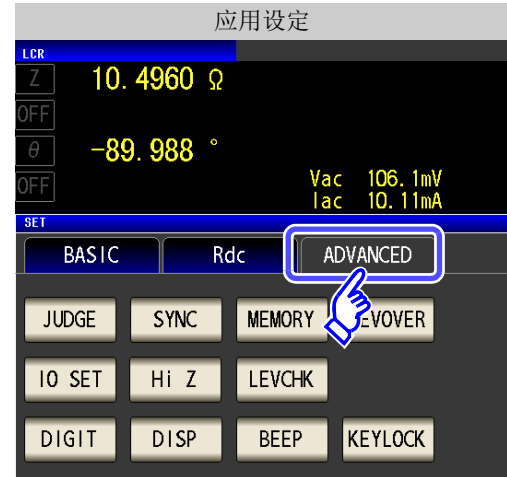 应用设定
LCR
Z 10.4960 Ω
OFF
θ -89.988 °
OFF
Vac 106.1mV
Iac 10.11mA
SET
BASIC Rdc ADVANCED
JUDGE SYNC MEMORY VOVER
IO SET Hi Z LEVCHK
DIGIT DISP BEEP KEYLOCK